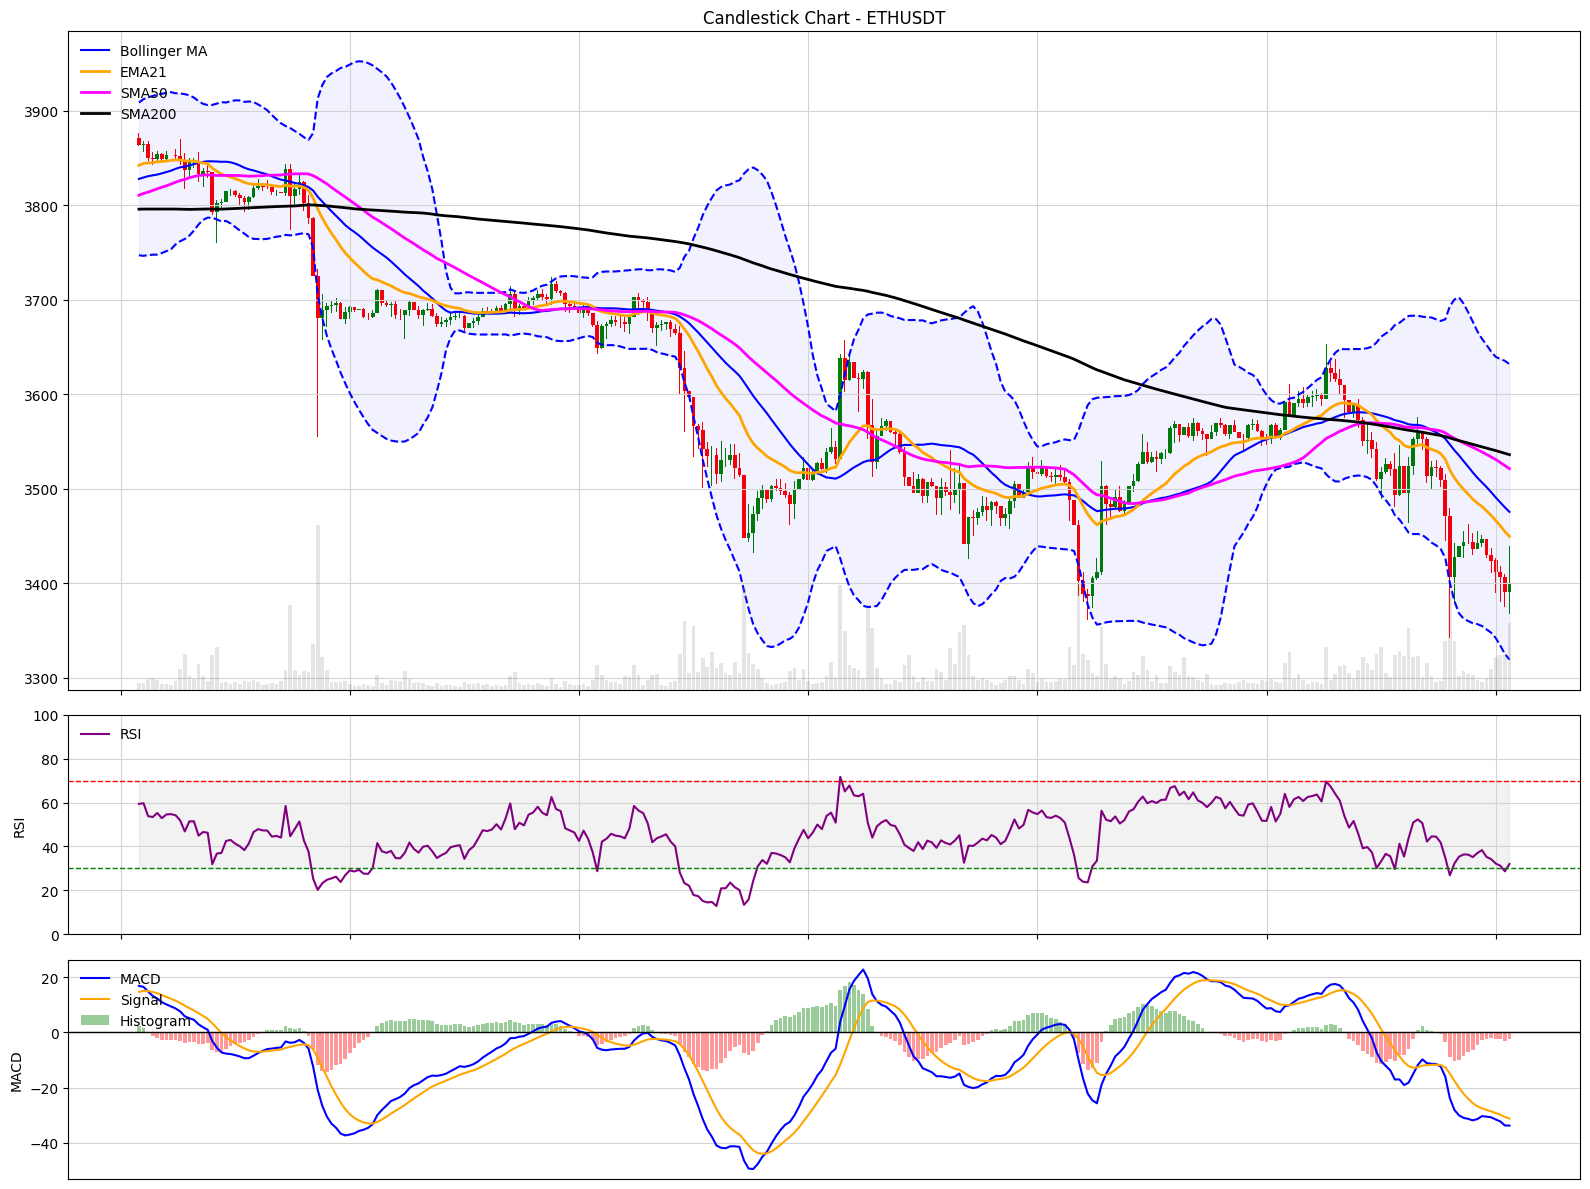 Candlestick Chart - ETHUSDT
Bollinger MA
EMA21
SMA50
SMA200
3900
3800
3700
3600
3500
3400
3300
RSI
100
80
60
40
20
0
RSI
MACD
Signal
Histogram
20
0
−20
−40
MACD